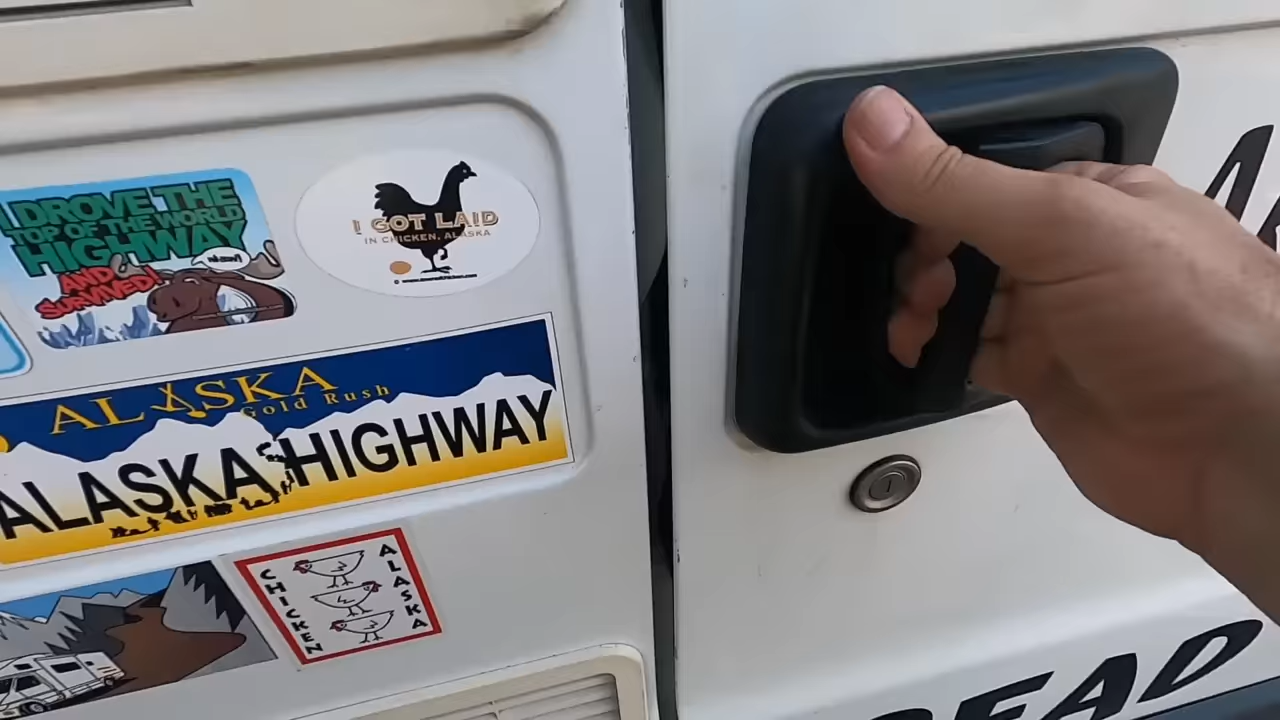 I DROVE THE
TOP OF THE WORLD
HIGHWAY
AND
SURVIVED!
I GOT LAID
IN CHICKEN, ALASKA
ALASKA
Gold Rush
ALASKA HIGHWAY
CHICKEN
ALASKA